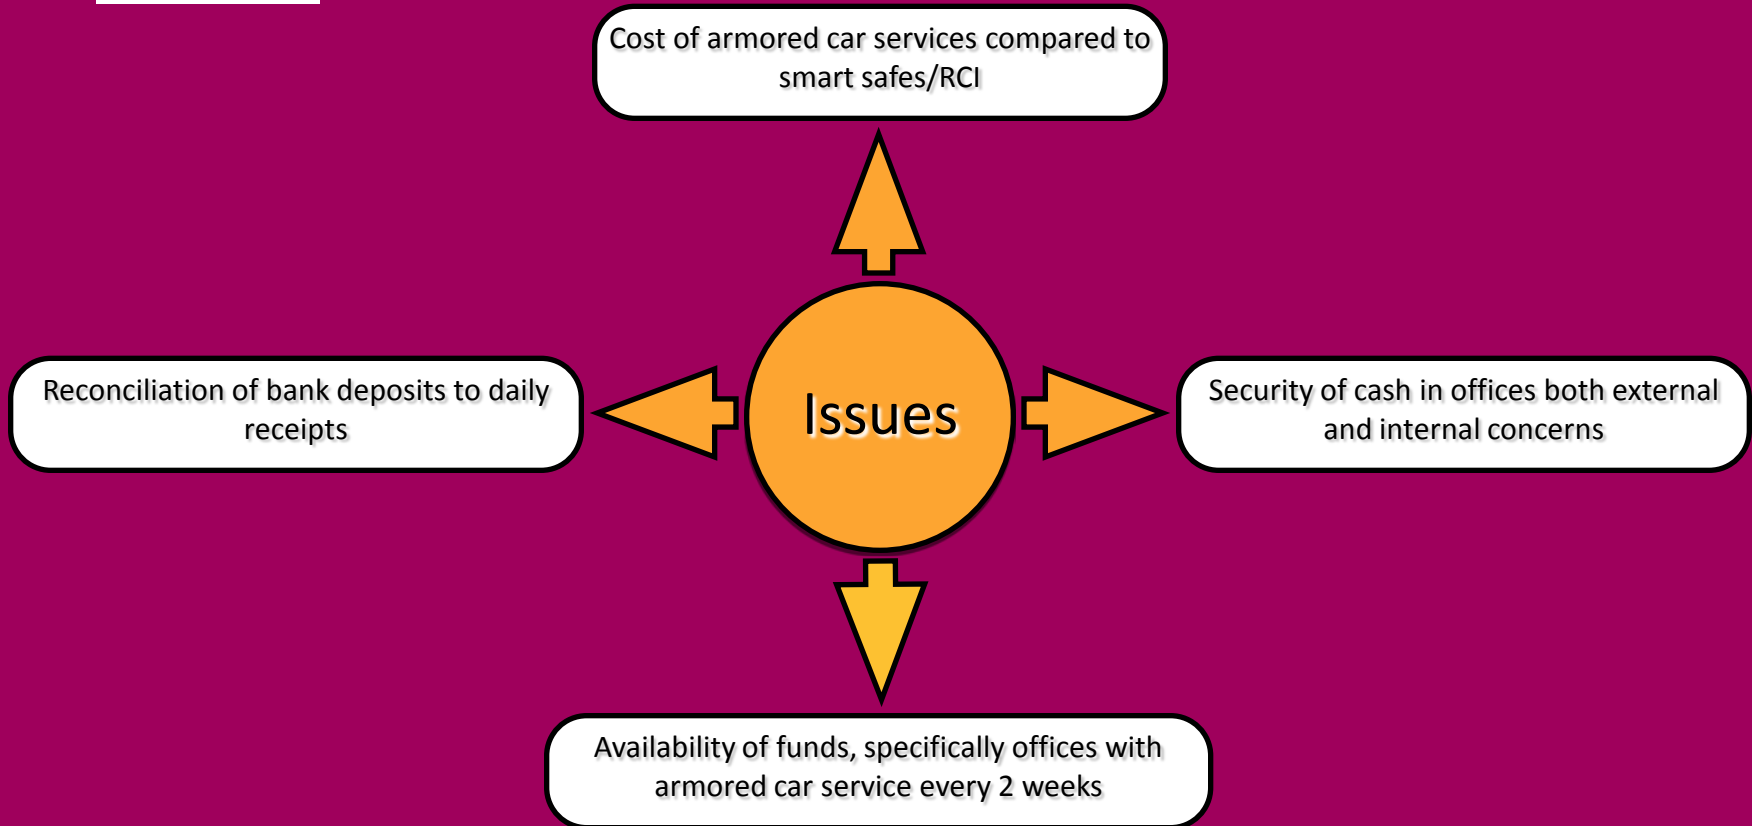 Cost of armored car services compared to
smart safes/RCI
Reconciliation of bank deposits to daily
receipts
Issues
Security of cash in offices both external
and internal concerns
Availability of funds, specifically offices with
armored car service every 2 weeks